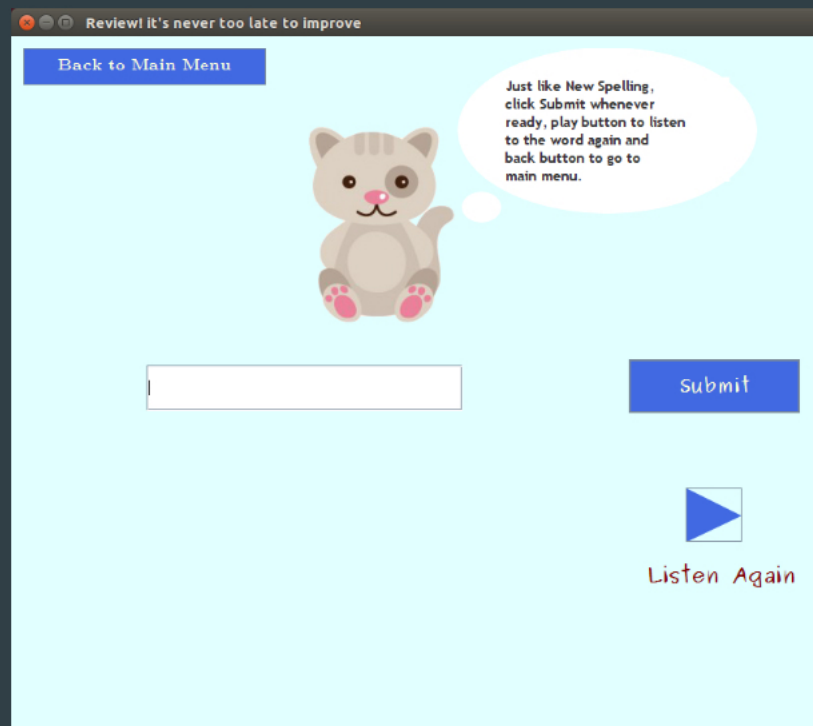 Review! it's never too late to improve
Back to Main Menu
Just like New Spelling,
click Submit whenever
ready, play button to listen
to the word again and
back button to go to
main menu.
Submit
Listen Again